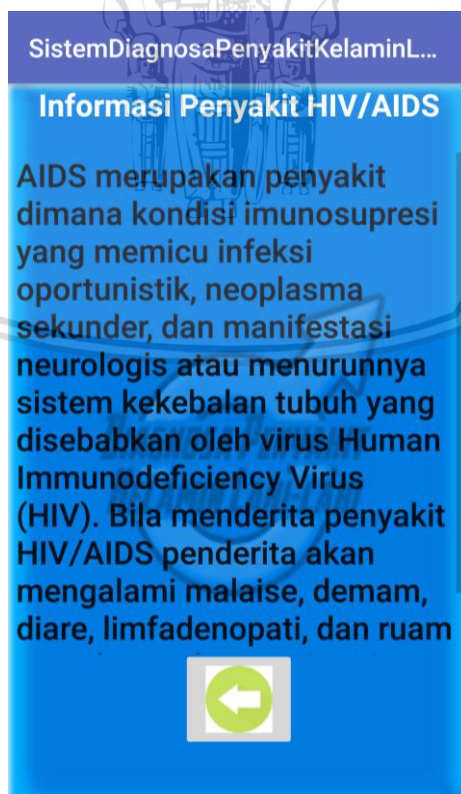 SistemDiagnosaPenyakitKelaminL...
Informasi Penyakit HIV/AIDS
AIDS merupakan penyakit
dimana kondisi imunosupresi
yang memicu infeksi
oportunistik, neoplasma
sekunder, dan manifestasi
neurologis atau menurunnya
sistem kekebalan tubuh yang
disebabkan oleh virus Human
Immunodeficiency Virus
(HIV). Bila menderita penyakit
HIV/AIDS penderita akan
mengalami malaise, demam,
diare, limfadenopati, dan ruam